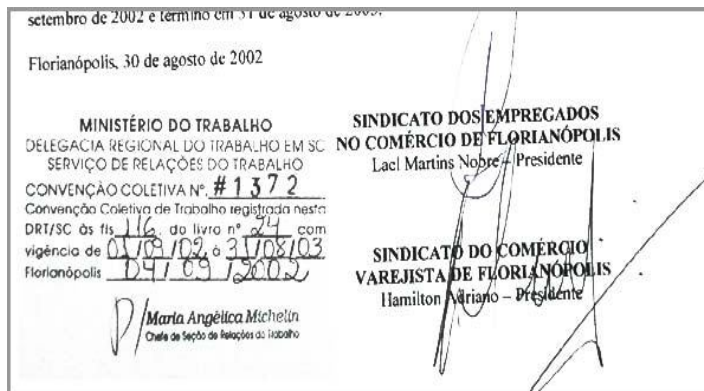 setembro de 2002 e término em 31 de agosto de 2003.
Florianópolis, 30 de agosto de 2002
MINISTÉRIO DO TRABALHO
DELEGACIA REGIONAL DO TRABALHO EM SC
SERVIÇO DE RELAÇÕES DO TRABALHO
CONVENÇÃO COLETIVA Nº. #1372
Convenção Coletiva de Trabalho registrada nesta
DRT/SC às fls 116, do livro nº 24 com
vigência de 01/09/02, à 31/08/03
Florianópolis 04/09/2002
P/ Maria Angélica Michelin
Chefe de Seção de Relações do Trabalho
SINDICATO DOS EMPREGADOS
NO COMÉRCIO DE FLORIANÓPOLIS
Lael Martins Nobre – Presidente
SINDICATO DO COMÉRCIO
VAREJISTA DE FLORIANÓPOLIS
Hamilton Adriano – Presidente